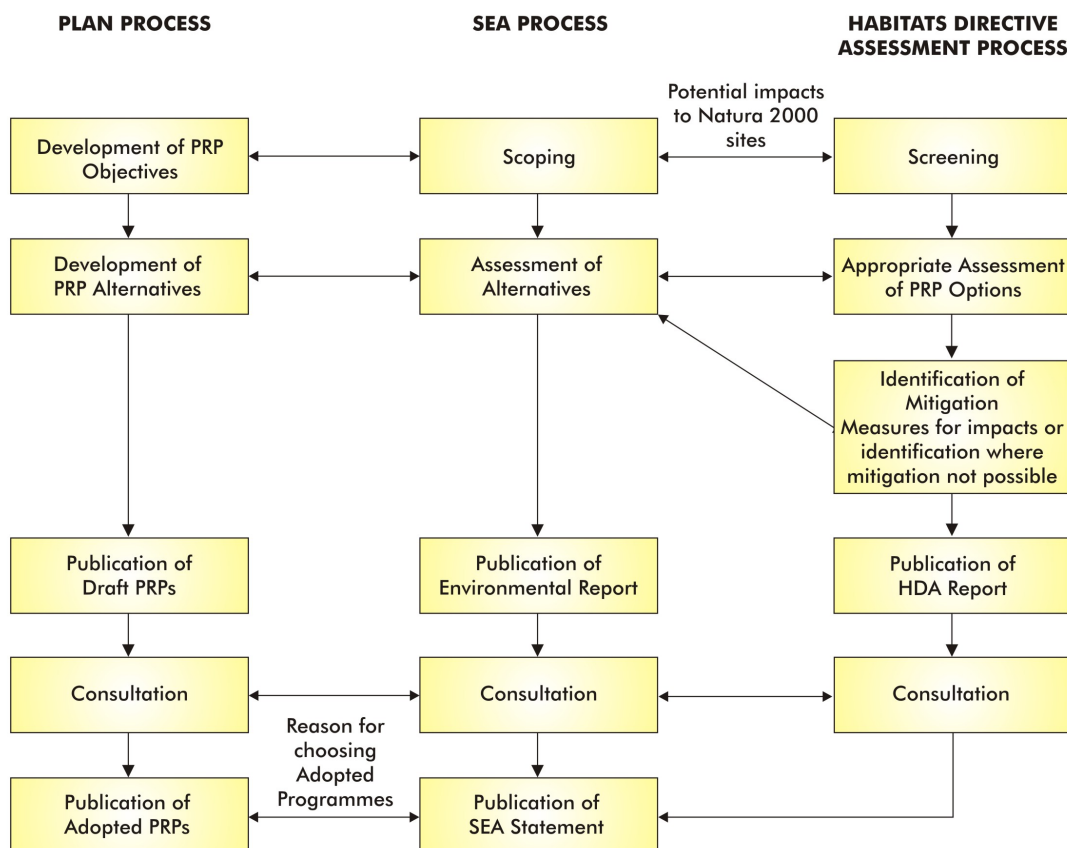 PLAN PROCESS
SEA PROCESS
HABITATS DIRECTIVE
ASSESSMENT PROCESS
Potential impacts
to Natura 2000
sites
Development of PRP
Objectives
Scoping
Screening
Development of
PRP Alternatives
Assessment of
Alternatives
Appropriate Assessment
of PRP Options
Identification of
Mitigation
Measures for impacts or
identification where
mitigation not possible
Publication of
Draft PRPs
Publication of
Environmental Report
Publication of
HDA Report
Consultation
Consultation
Consultation
Reason for
choosing
Adopted
Programmes
Publication of
Adopted PRPs
Publication of
SEA Statement